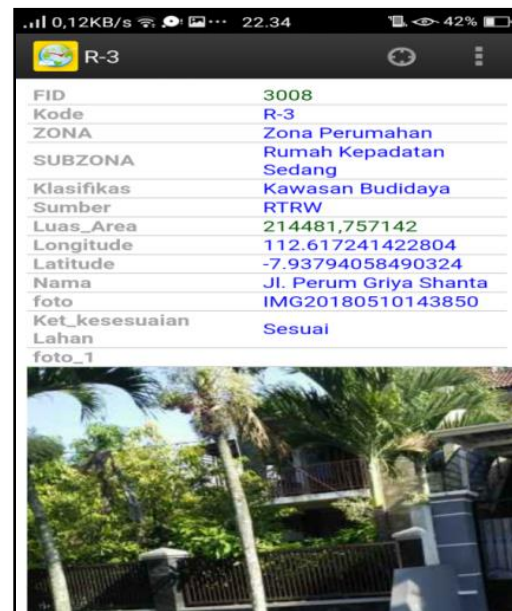 0,12KB/s 22.34 42%
R-3
FID 3008
Kode R-3
ZONA Zona Perumahan
SUBZONA Rumah Kepadatan
Sedang
Klasifikas Kawasan Budidaya
Sumber RTRW
Luas_Area 214481,757142
Longitude 112.617241422804
Latitude -7.93794058490324
Nama Jl. Perum Griya Shanta
foto IMG20180510143850
Ket_kesesuaian
Lahan Sesuai
foto_1